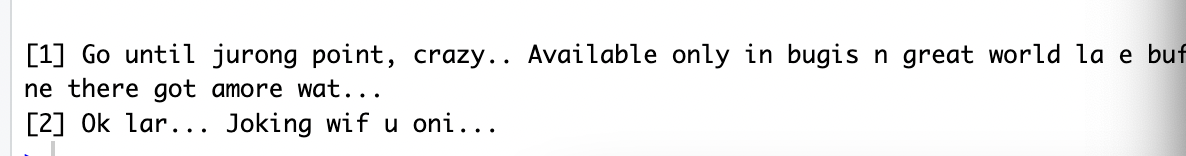 [1] Go until jurong point, crazy.. Available only in bugis n great world la e buf
ne there got amore wat...
[2] Ok lar... Joking wif u oni...